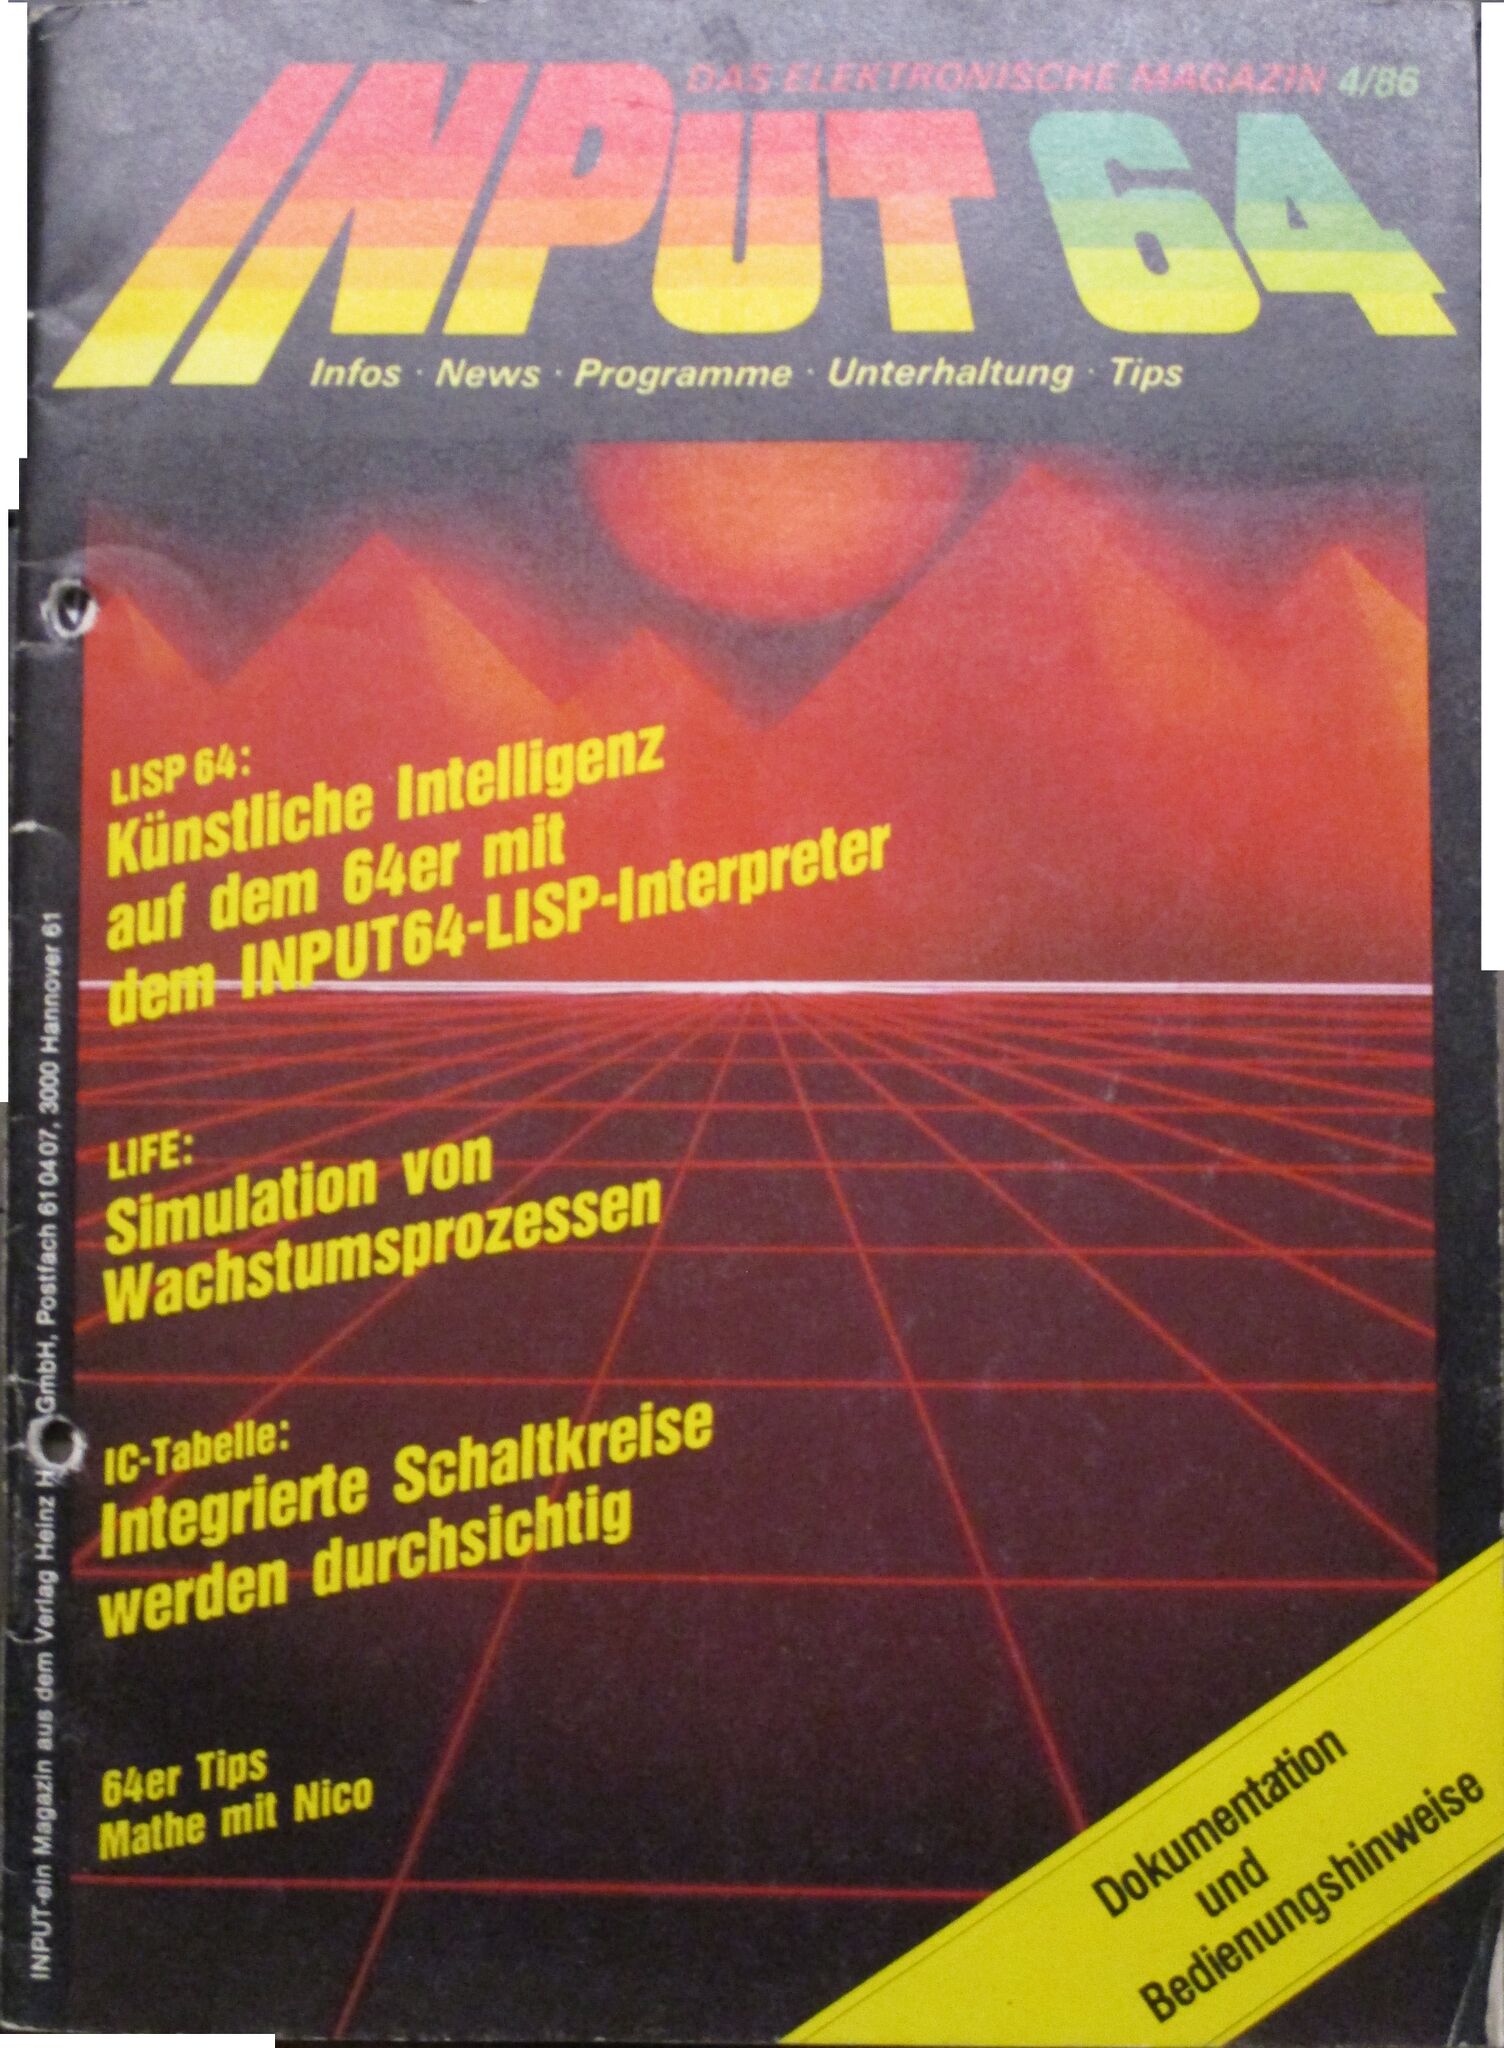 DAS ELEKTRONISCHE MAGAZIN 4/86
INPUT 64
Infos · News · Programme · Unterhaltung · Tips
LISP 64:
Künstliche Intelligenz
auf dem 64er mit
dem INPUT64-LISP-Interpreter
LIFE:
Simulation von
Wachstumsprozessen
IC-Tabelle:
Integrierte Schaltkreise
werden durchsichtig
64er Tips
Mathe mit Nico
Dokumentation
und
Bedienungshinweise
INPUT-ein Magazin aus dem Verlag Heinz H GmbH, Postfach 61 04 07, 3000 Hannover 61